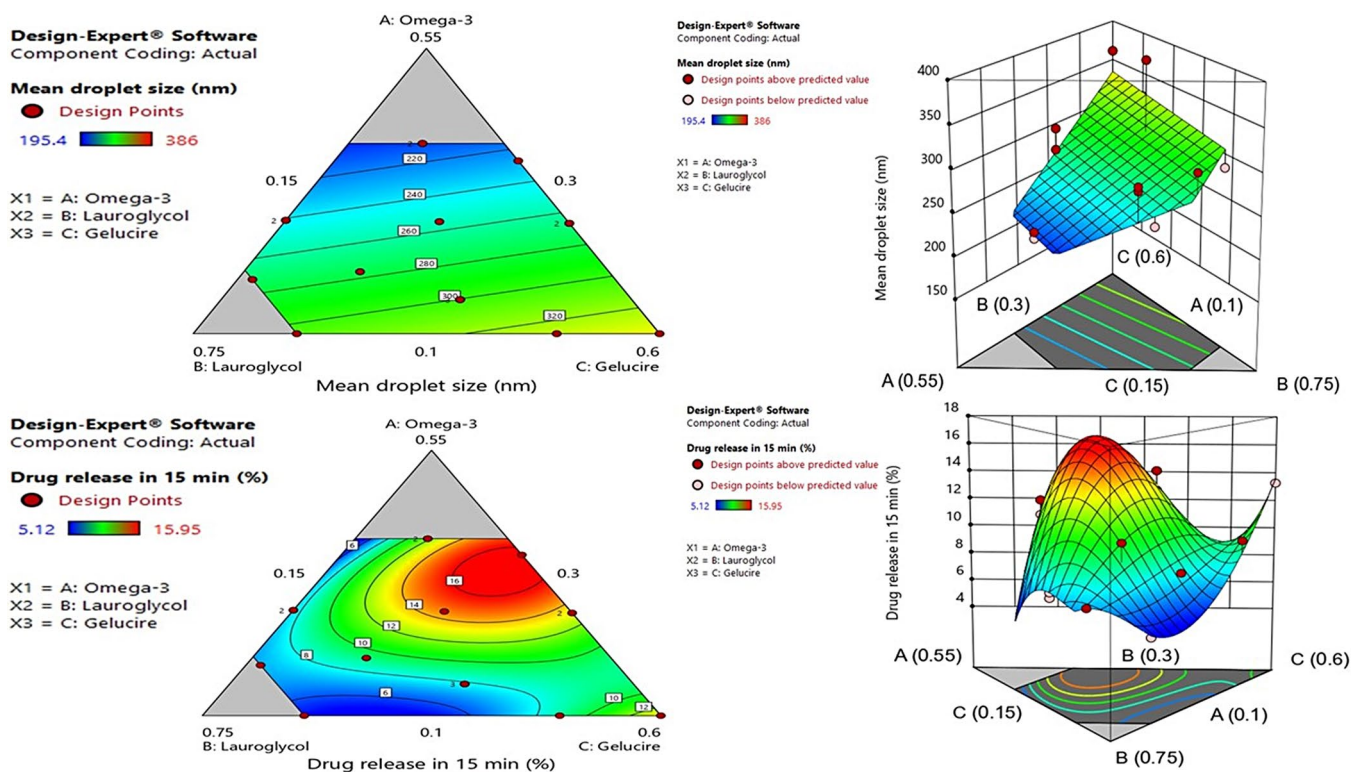 Design-Expert® Software
Component Coding: Actual
Mean droplet size (nm)
Design Points
195.4 386
X1 = A: Omega-3
X2 = B: Lauroglycol
X3 = C: Gelucire
A: Omega-3
0.55
2
220
0.15 0.3
240
2
260
2
280
300
3
320
0.75 0.1 0.6
B: Lauroglycol C: Gelucire
Mean droplet size (nm)
Design-Expert® Software
Component Coding: Actual
Mean droplet size (nm)
Design points above predicted value
Design points below predicted value
195.4 386
X1 = A: Omega-3
X2 = B: Lauroglycol
X3 = C: Gelucire
400
350
300
250
200
150
Mean droplet size (nm)
C (0.6)
B (0.3) A (0.1)
A (0.55) C (0.15) B (0.75)
Design-Expert® Software
Component Coding: Actual
Drug release in 15 min (%)
Design Points
5.12 15.95
X1 = A: Omega-3
X2 = B: Lauroglycol
X3 = C: Gelucire
A: Omega-3
0.55
6 2
0.15 0.3
16
14
2 2
12
10
8
3
6 10
12
0.75 0.1 0.6
B: Lauroglycol C: Gelucire
Drug release in 15 min (%)
Design-Expert® Software
Component Coding: Actual
Drug release in 15 min (%)
Design points above predicted value
Design points below predicted value
5.12 15.95
X1 = A: Omega-3
X2 = B: Lauroglycol
X3 = C: Gelucire
18
16
14
12
10
8
6
4
Drug release in 15 min (%)
A (0.55) B (0.3) C (0.6)
C (0.15) A (0.1)
B (0.75)